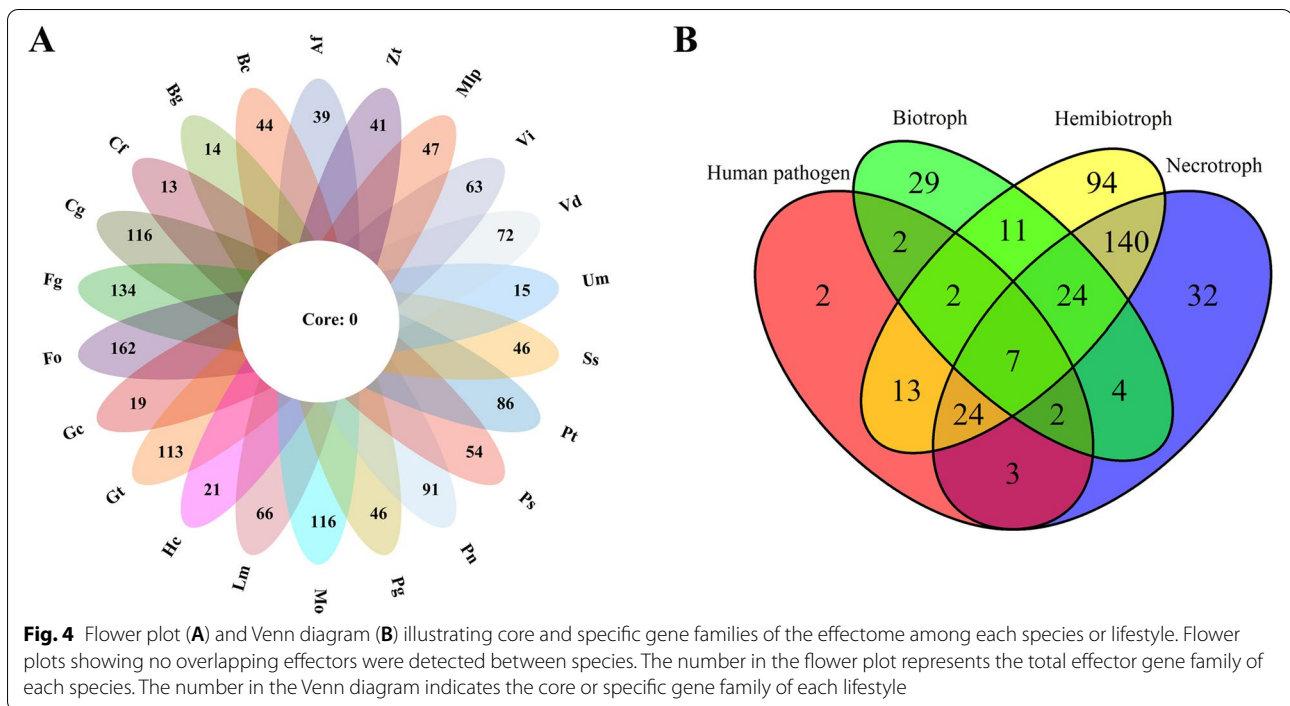 A
Af
Zt
Mlp
Vi
Vd
Um
Ss
Pt
Ps
Pn
Pg
Mo
Lm
Hc
Gt
Gc
Fo
Fg
Cg
Cf
Bg
Bc
39
41
47
63
72
15
46
86
54
91
46
116
66
21
113
19
162
134
116
13
14
44
Core: 0
B
Biotroph
Hemibiotroph
Human pathogen
Necrotroph
29
94
2
11
140
2
2
24
32
7
13
24
2
4
3
Fig. 4 Flower plot (A) and Venn diagram (B) illustrating core and specific gene families of the effectome among each species or lifestyle. Flower
plots showing no overlapping effectors were detected between species. The number in the flower plot represents the total effector gene family of
each species. The number in the Venn diagram indicates the core or specific gene family of each lifestyle